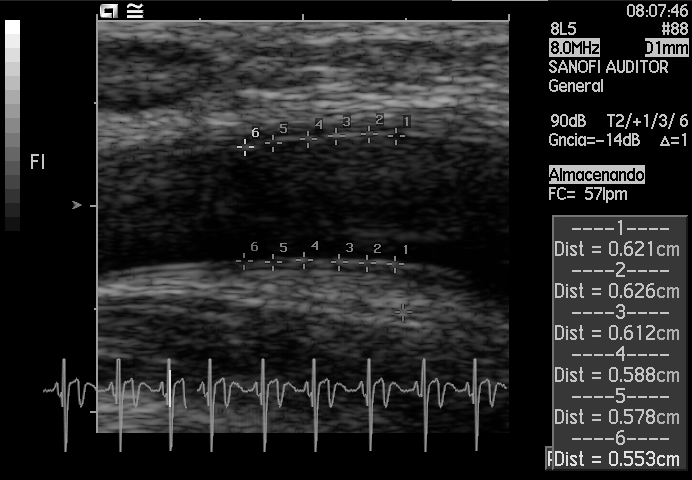 08:07:46
8L5 #88
8.0MHz D1mm
SANOFI AUDITOR
General
90dB T2/+1/3/ 6
Gncia=-14dB Δ=1
Almacenando
FC= 57lpm
FI
6 5 4 3 2 1
6 5 4 3 2 1
----1----
Dist = 0.621cm
----2----
Dist = 0.626cm
----3----
Dist = 0.612cm
----4----
Dist = 0.588cm
----5----
Dist = 0.578cm
----6----
Dist = 0.553cm